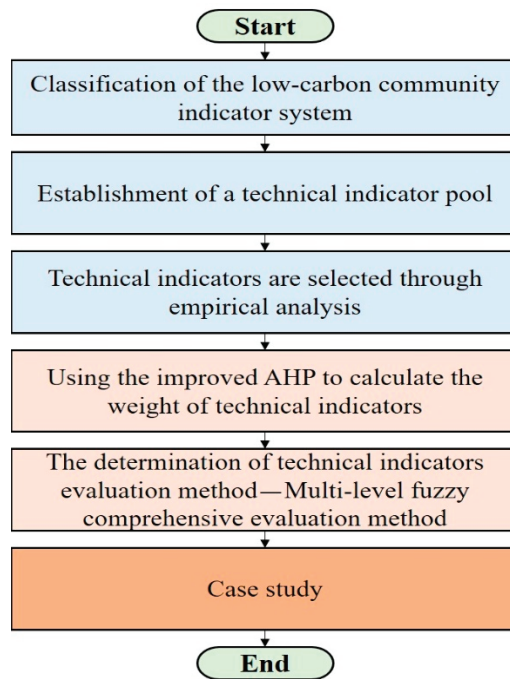 Start
Classification of the low-carbon community
indicator system
Establishment of a technical indicator pool
Technical indicators are selected through
empirical analysis
Using the improved AHP to calculate the
weight of technical indicators
The determination of technical indicators
evaluation method—Multi-level fuzzy
comprehensive evaluation method
Case study
End